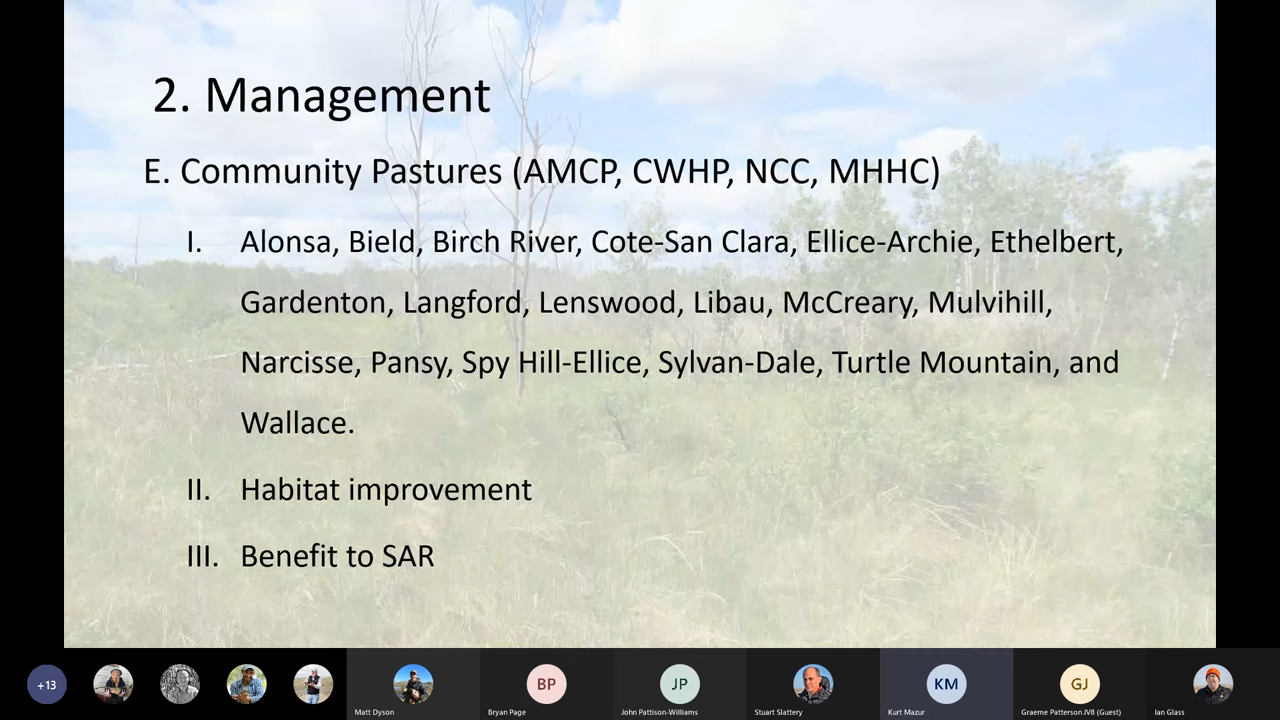 2. Management
E. Community Pastures (AMCP, CWHP, NCC, MHHC)
I. Alonsa, Bield, Birch River, Cote-San Clara, Ellice-Archie, Ethelbert,
Gardenton, Langford, Lenswood, Libau, McCreary, Mulvihill,
Narcisse, Pansy, Spy Hill-Ellice, Sylvan-Dale, Turtle Mountain, and
Wallace.
II. Habitat improvement
III. Benefit to SAR
+13
BP
JP
KM
GJ
Matt Dyson
Bryan Page
John Pattison-Williams
Stuart Slattery
Kurt Mazur
Graeme Patterson JV8 (Guest)
Ian Glass